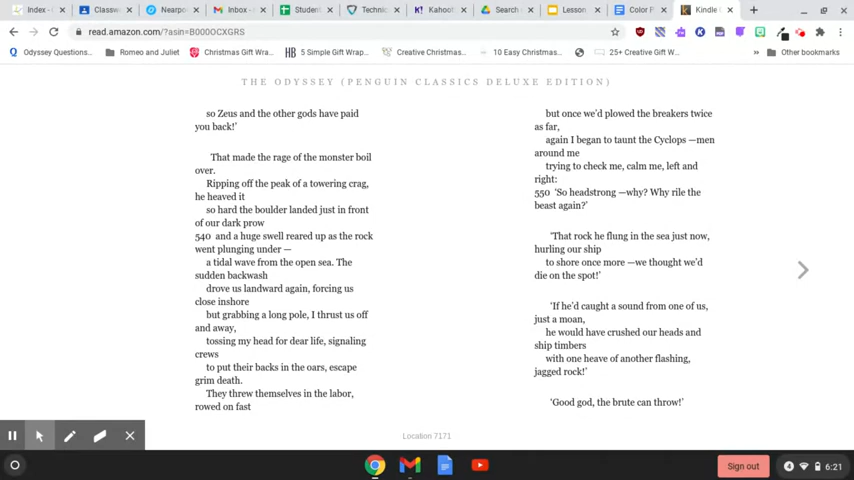 Index -
Classw
Nearpo
Inbox -
Student
Technic
Kahoot
Search
Lesson
Color P
Kindle C
read.amazon.com/?asin=B000OCXGRS
Odyssey Questions...
Romeo and Juliet
Christmas Gift Wra...
5 Simple Gift Wrap...
Creative Christmas...
10 Easy Christmas...
25+ Creative Gift W...
»
Other bookmarks
THE ODYSSEY (PENGUIN CLASSICS DELUXE EDITION)
so Zeus and the other gods have paid
you back!’
That made the rage of the monster boil
over.
Ripping off the peak of a towering crag,
he heaved it
so hard the boulder landed just in front
of our dark prow
540 and a huge swell reared up as the rock
went plunging under —
a tidal wave from the open sea. The
sudden backwash
drove us landward again, forcing us
close inshore
but grabbing a long pole, I thrust us off
and away,
tossing my head for dear life, signaling
crews
to put their backs in the oars, escape
grim death.
They threw themselves in the labor,
rowed on fast
but once we’d plowed the breakers twice
as far,
again I began to taunt the Cyclops —men
around me
trying to check me, calm me, left and
right:
550 ‘So headstrong —why? Why rile the
beast again?’
‘That rock he flung in the sea just now,
hurling our ship
to shore once more —we thought we’d
die on the spot!’
‘If he’d caught a sound from one of us,
just a moan,
he would have crushed our heads and
ship timbers
with one heave of another flashing,
jagged rock!’
‘Good god, the brute can throw!’
Location 7171
Sign out
4
6:21